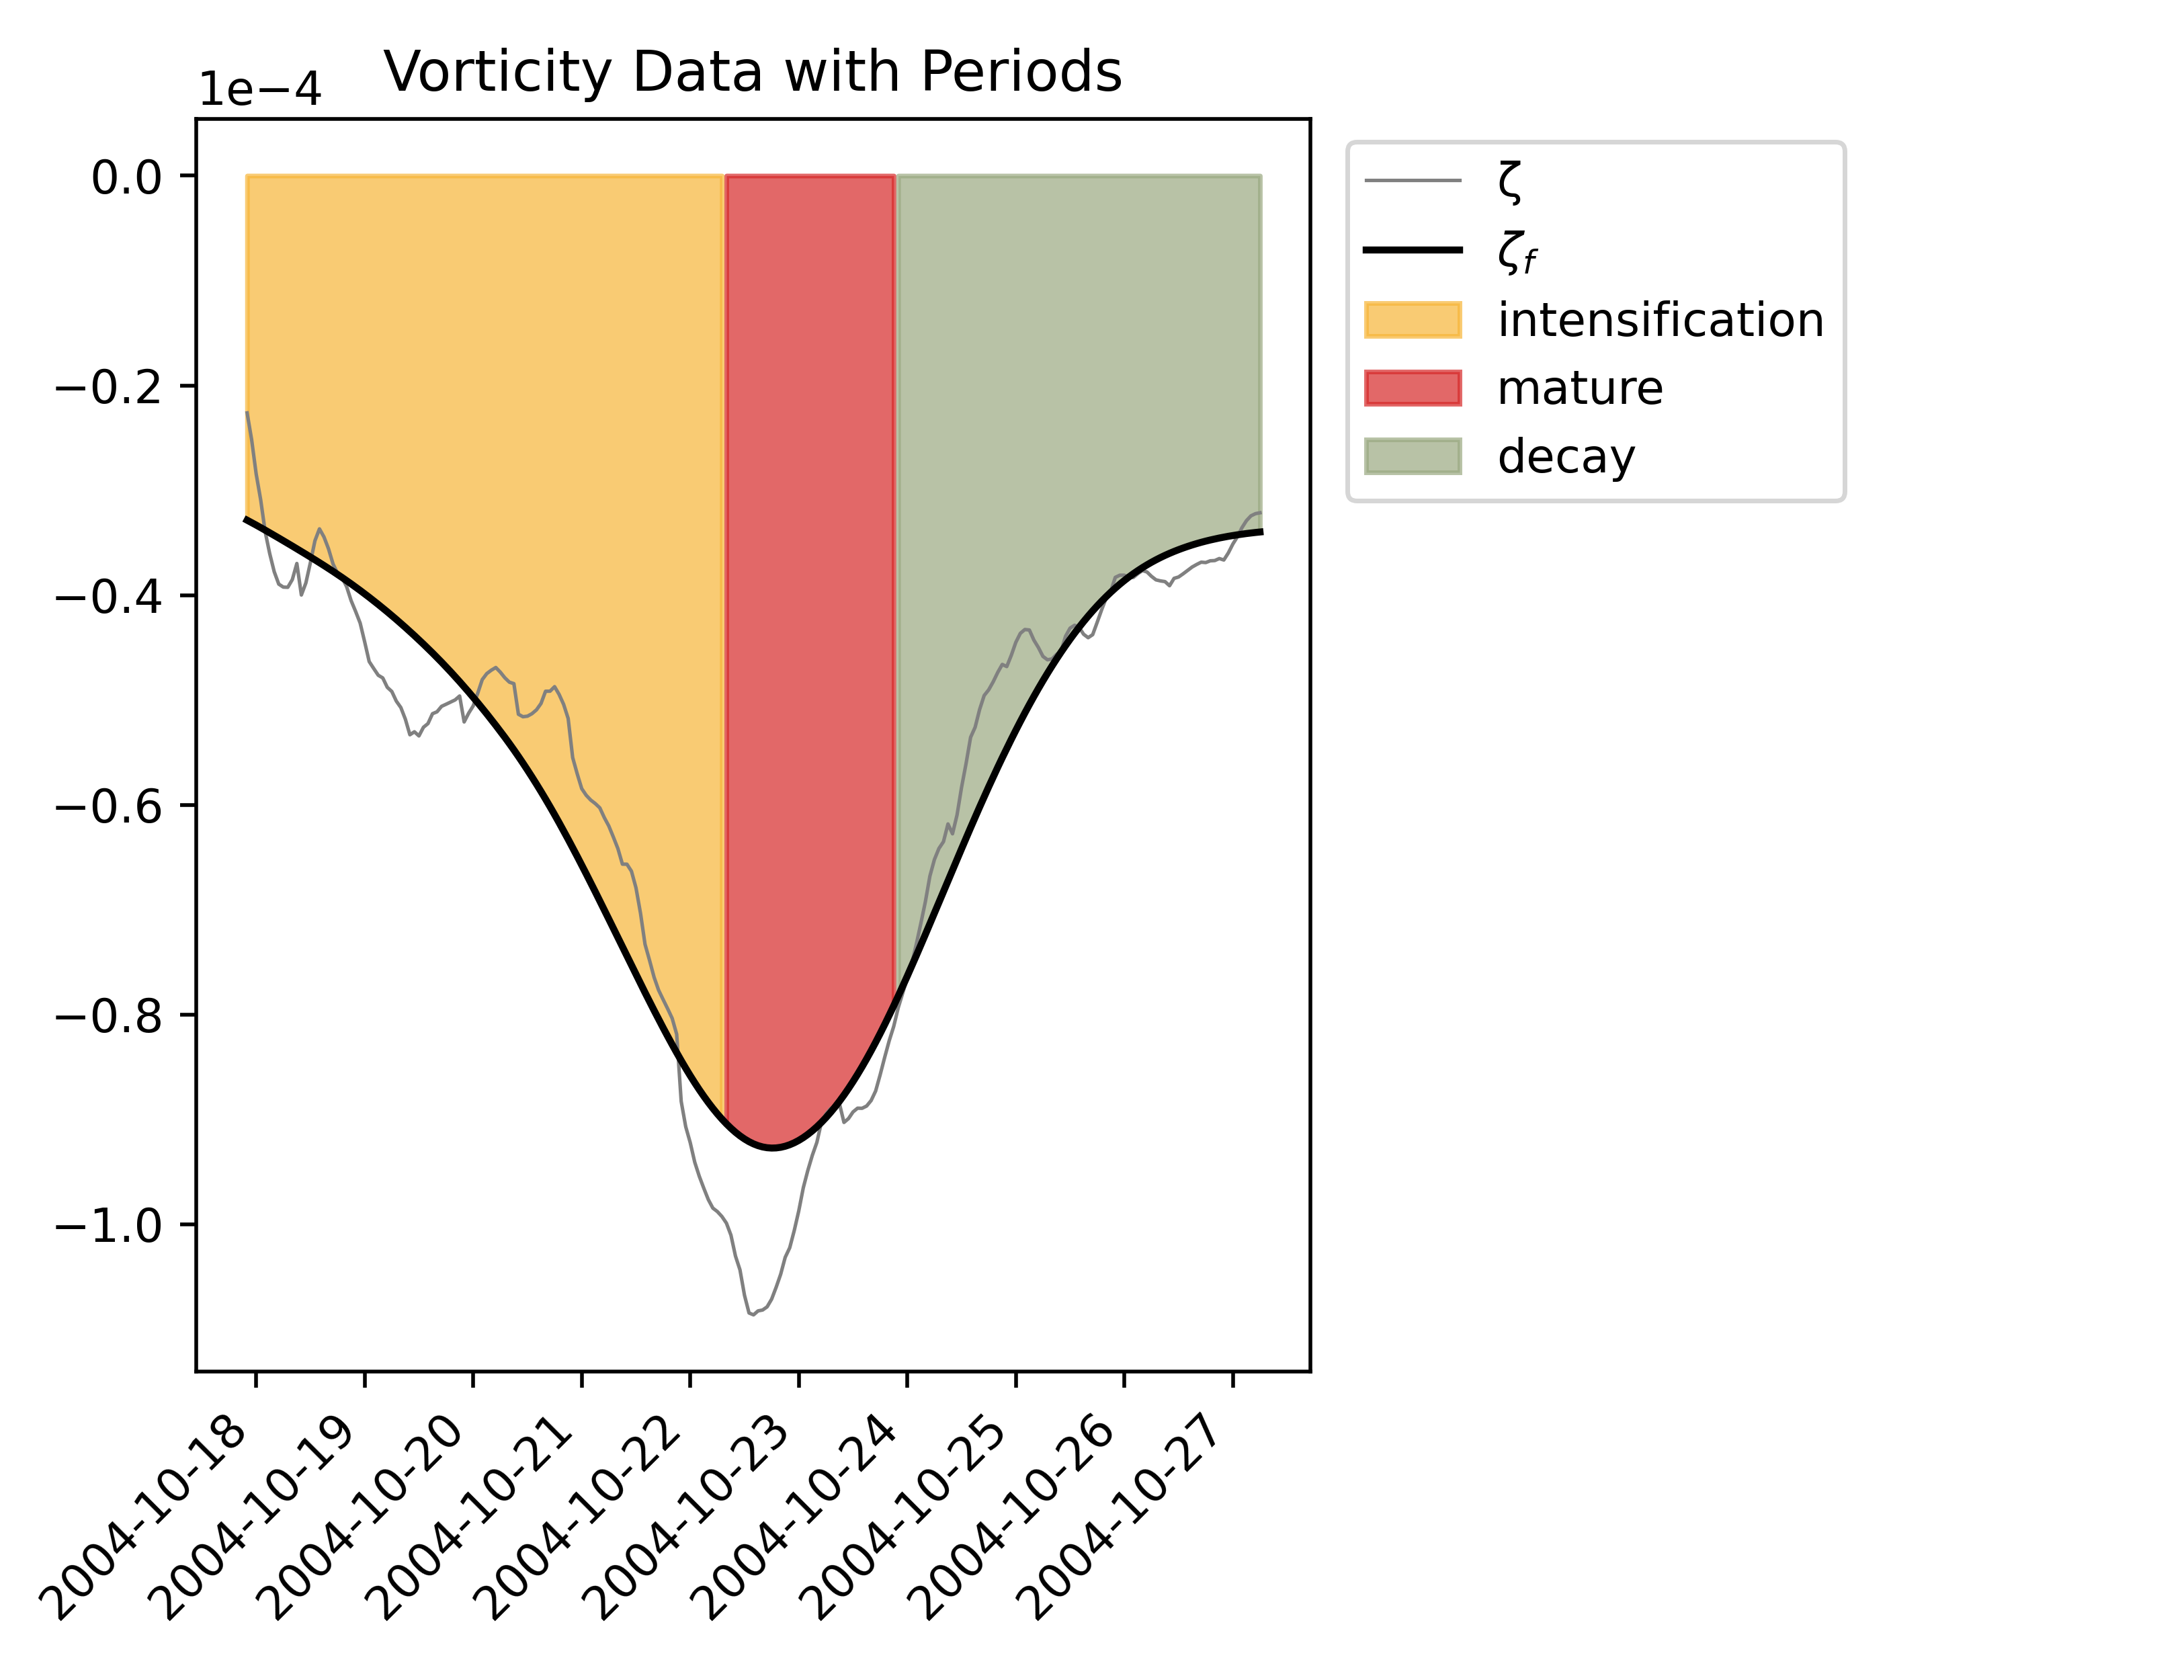 Vorticity Data with Periods
1e−4
0.0
−0.2
−0.4
−0.6
−0.8
−1.0
2004-10-18
2004-10-19
2004-10-20
2004-10-21
2004-10-22
2004-10-23
2004-10-24
2004-10-25
2004-10-26
2004-10-27
ζ
ζf
intensification
mature
decay